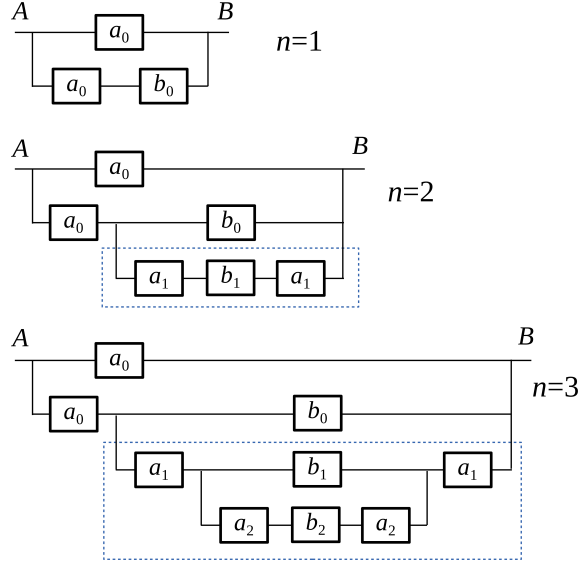 A B
a₀
n=1
a₀ b₀
A B
a₀
n=2
a₀ b₀
a₁ b₁ a₁
A B
a₀
n=3
a₀ b₀
a₁ b₁ a₁
a₂ b₂ a₂